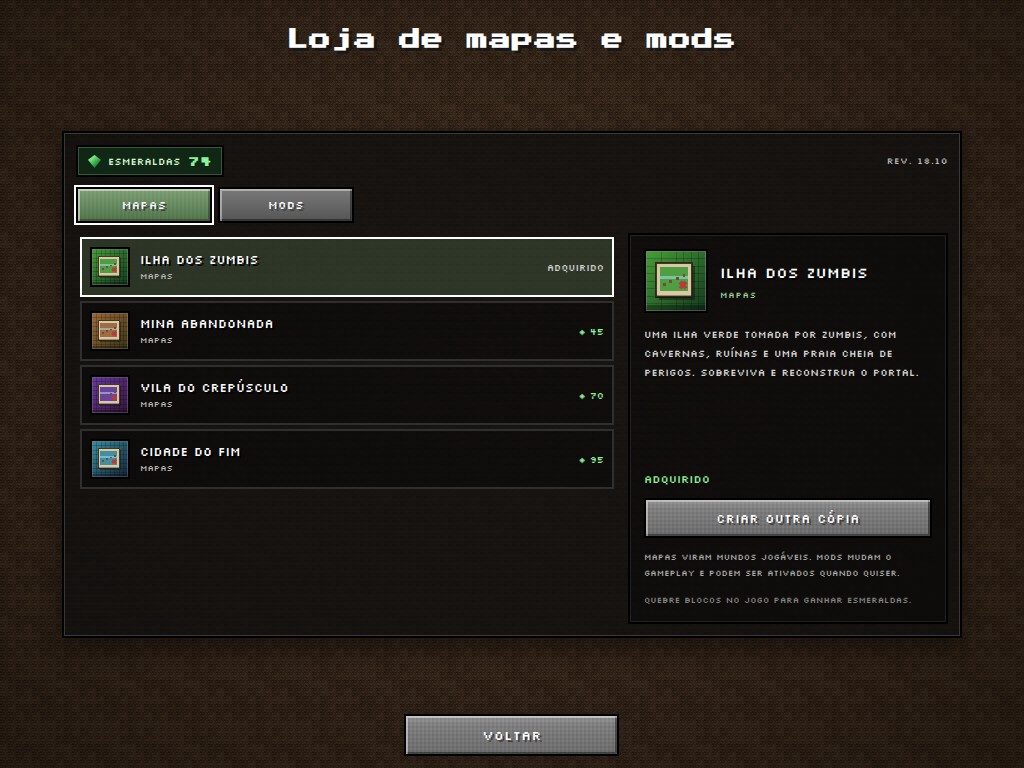 Loja de mapas e mods
ESMERALDAS 74
REV. 18.10
MAPAS
MODS
ILHA DOS ZUMBIS
MAPAS
ADQUIRIDO
MINA ABANDONADA
MAPAS
45
VILA DO CREPÚSCULO
MAPAS
70
CIDADE DO FIM
MAPAS
95
ILHA DOS ZUMBIS
MAPAS
UMA ILHA VERDE TOMADA POR ZUMBIS, COM
CAVERNAS, RUÍNAS E UMA PRAIA CHEIA DE
PERIGOS. SOBREVIVA E RECONSTRUA O PORTAL.
ADQUIRIDO
CRIAR OUTRA CÓPIA
MAPAS VIRAM MUNDOS JOGÁVEIS. MODS MUDAM O
GAMEPLAY E PODEM SER ATIVADOS QUANDO QUISER.
QUEBRE BLOCOS NO JOGO PARA GANHAR ESMERALDAS.
VOLTAR